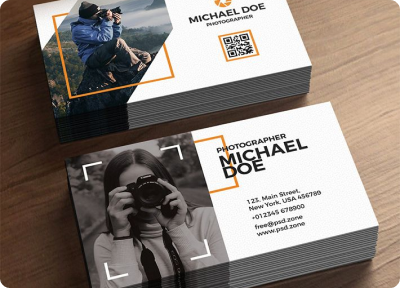 MICHAEL DOE
PHOTOGRAPHER
PHOTOGRAPHER
MICHAEL
DOE
123. Main Street,
New York, USA 456789
+012345 678900
free@psd.zone
www.psd.zone